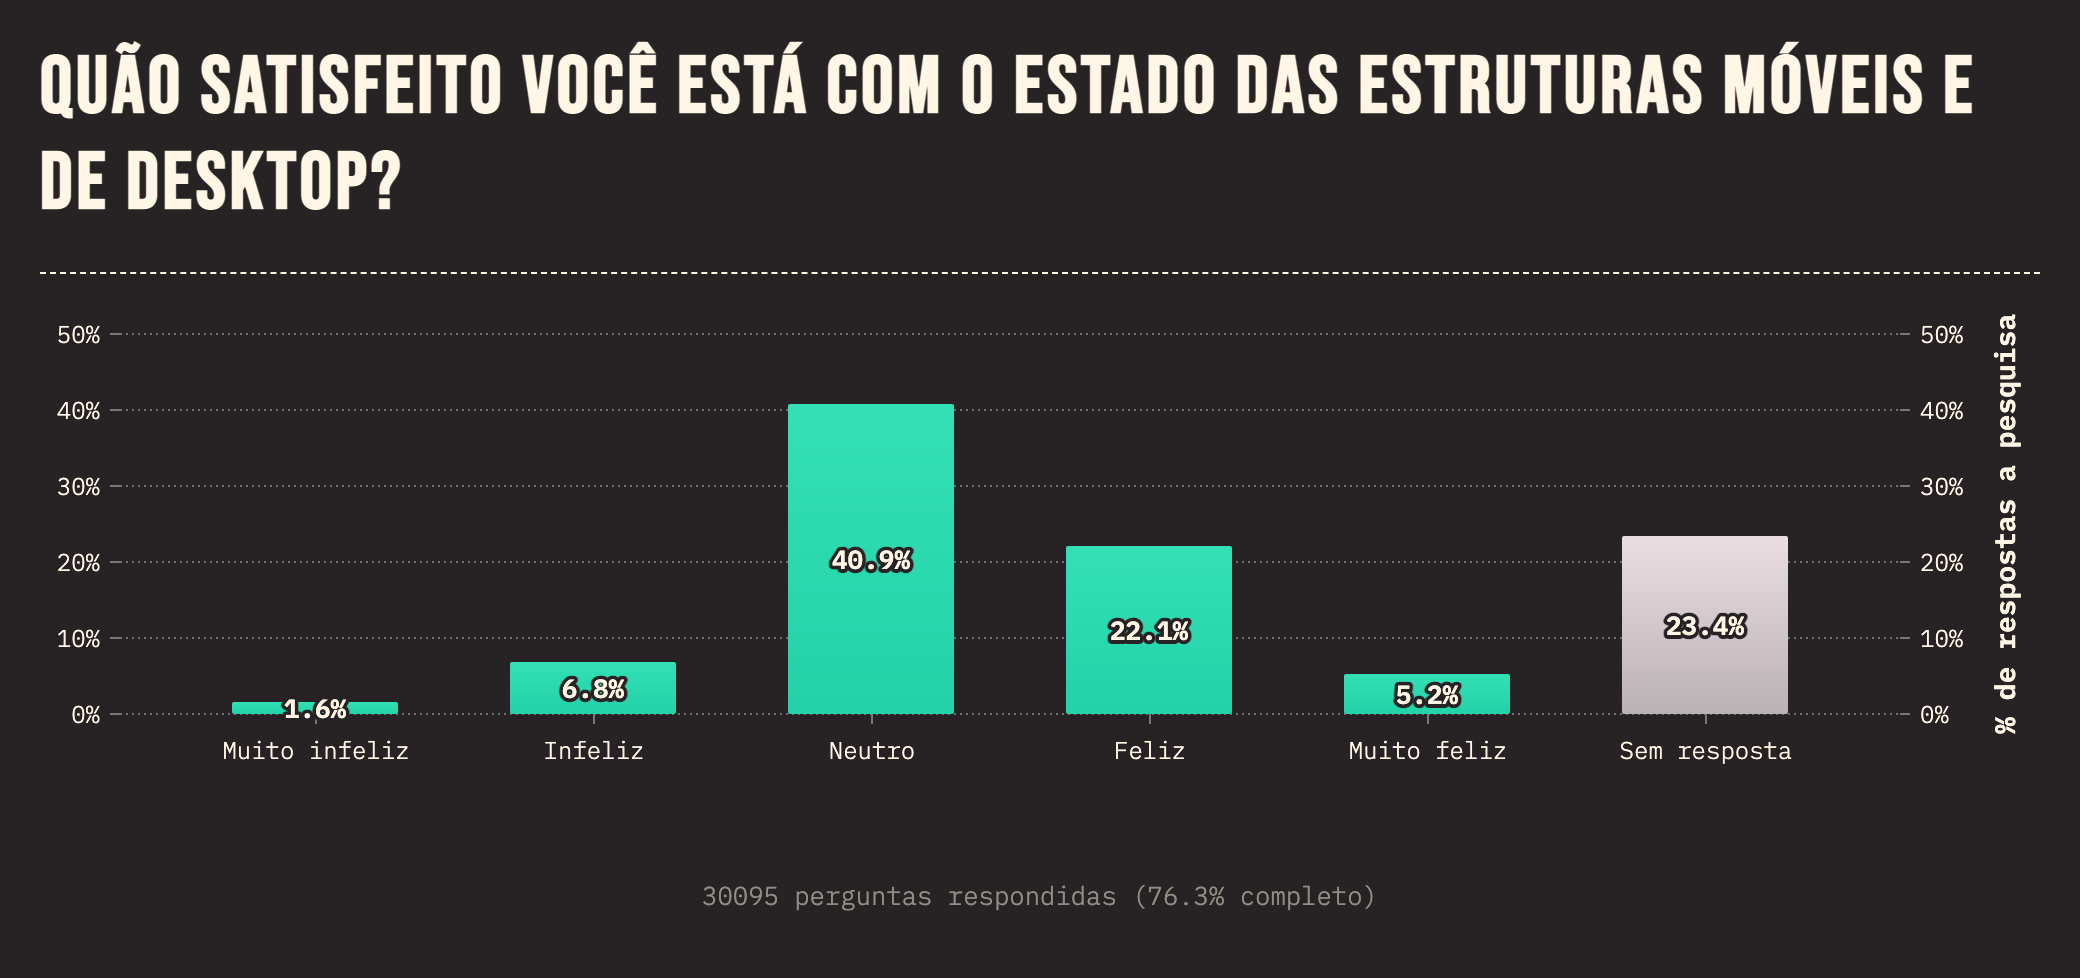 QUÃO SATISFEITO VOCÊ ESTÁ COM O ESTADO DAS ESTRUTURAS MÓVEIS E
DE DESKTOP?
50%
40%
30%
20%
10%
0%
50%
40%
30%
20%
10%
0%
% de respostas a pesquisa
1.6%
6.8%
40.9%
22.1%
5.2%
23.4%
Muito infeliz
Infeliz
Neutro
Feliz
Muito feliz
Sem resposta
30095 perguntas respondidas (76.3% completo)